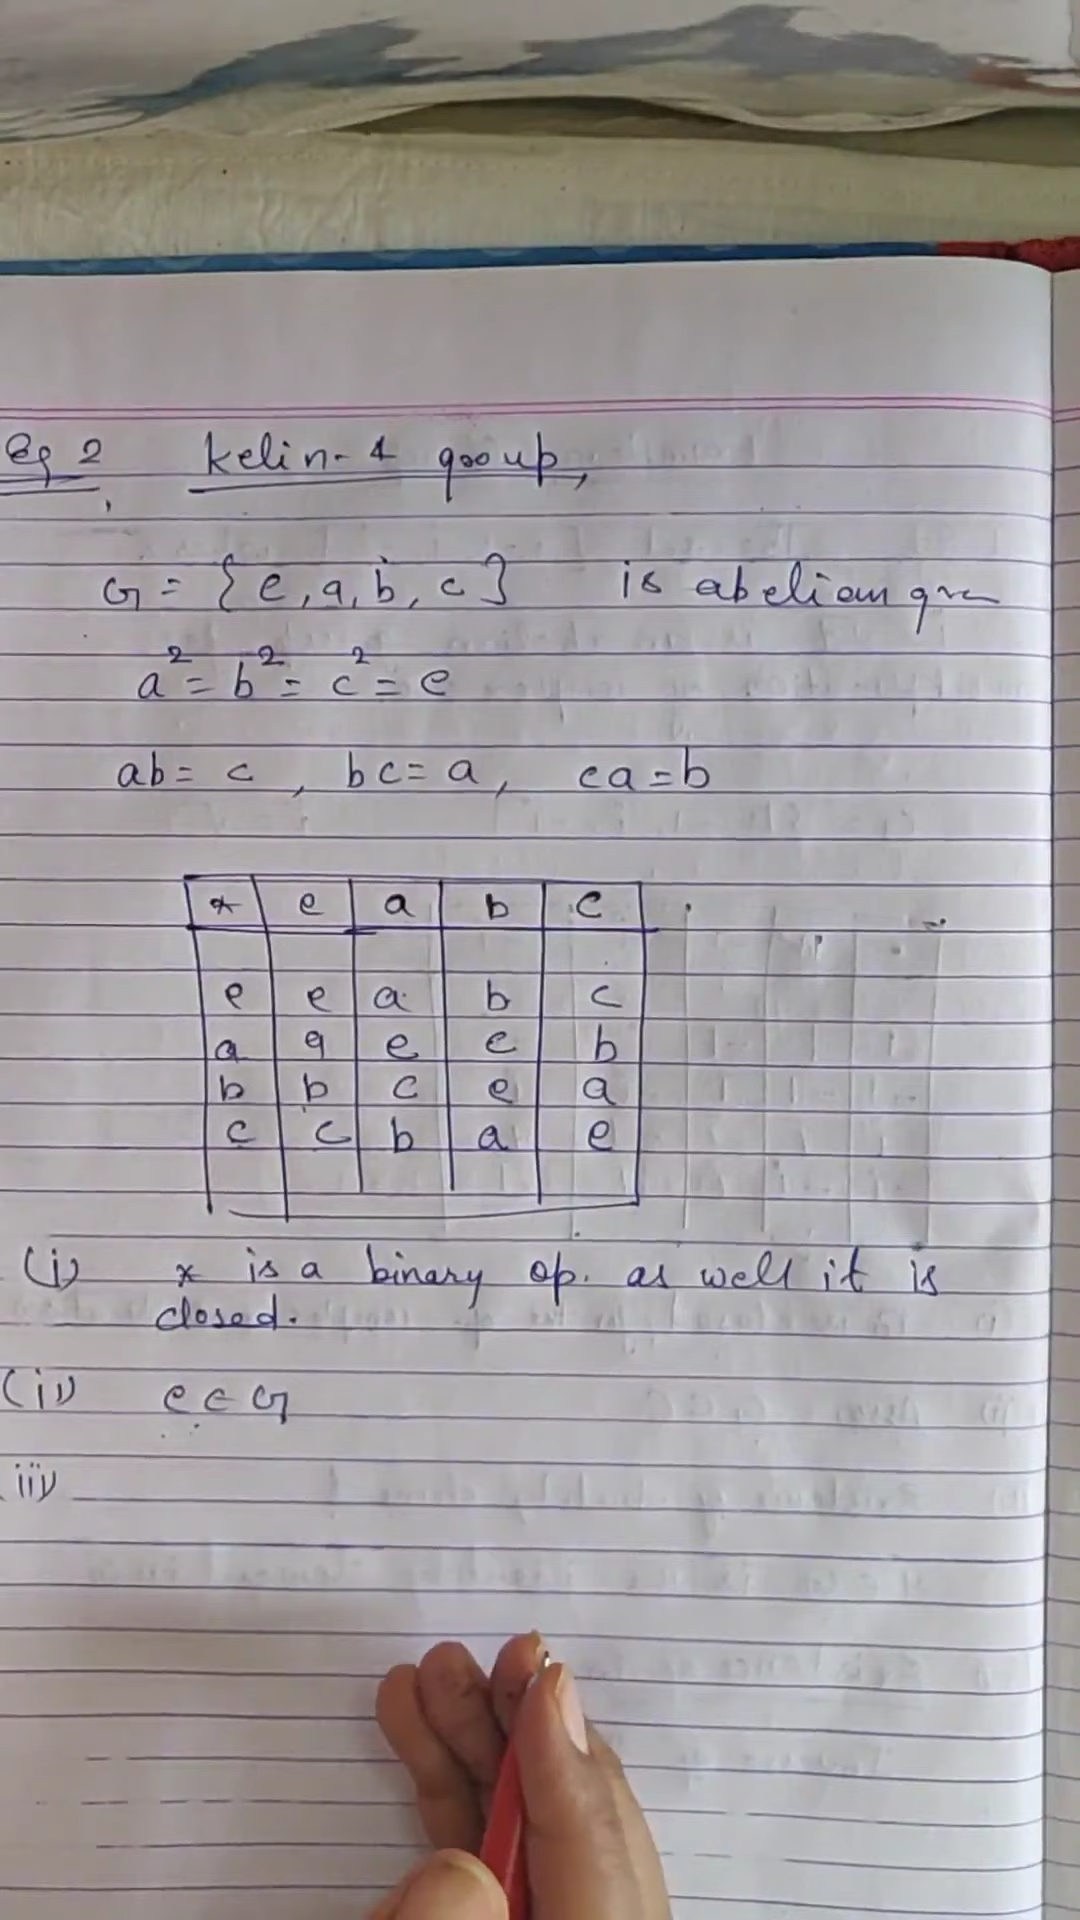 eg 2 Kelin-4 group,
G = {e, a, b, c} is abelian gro
a² = b² = c² = e
ab = c , bc = a , ca = b
* e a b c
e e a b c
a a e c b
b b c e a
c c b a e
(i) * is a binary op. as well it is
closed.
(ii) e ∈ G
iii)